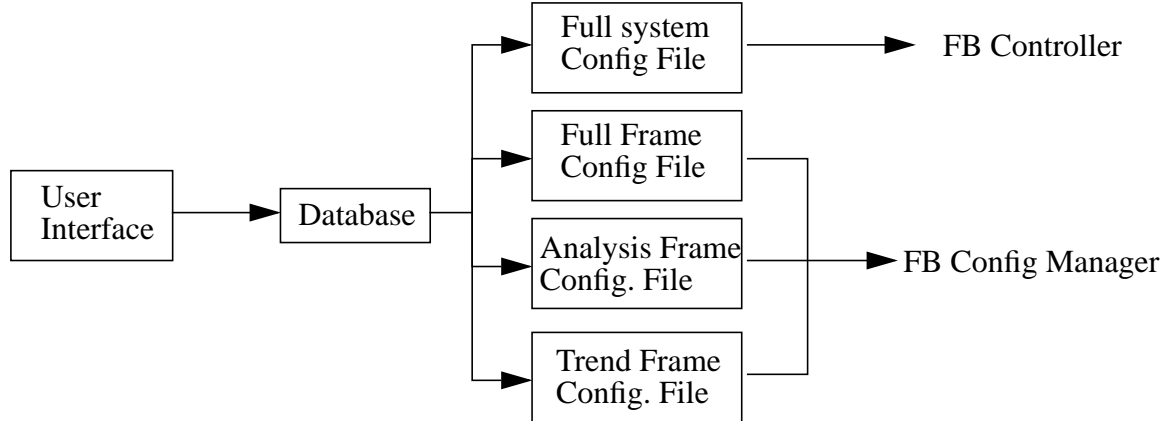 User
Interface
Database
Full system
Config File
Full Frame
Config File
Analysis Frame
Config. File
Trend Frame
Config. File
FB Controller
FB Config Manager